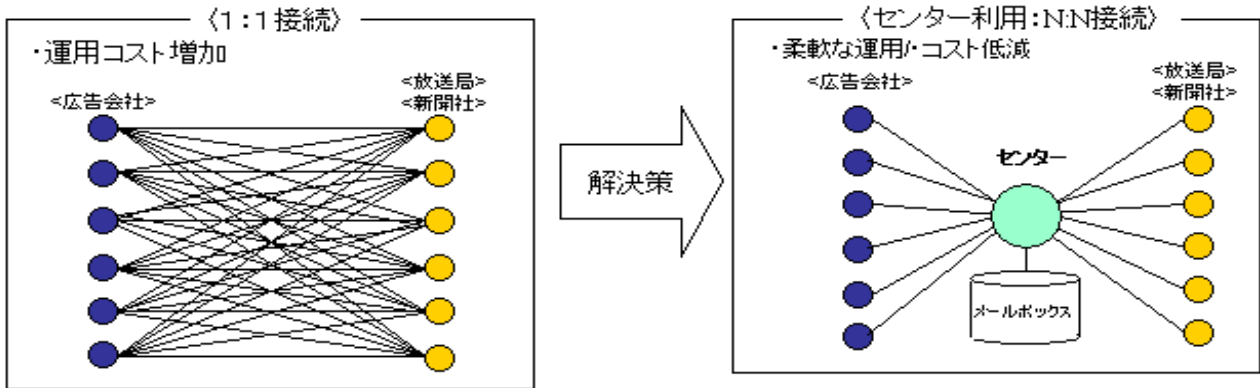 〈1:1接続〉
・運用コスト増加
<広告会社>
<放送局>
<新聞社>
解決策
〈センター利用:N:N接続〉
・柔軟な運用/・コスト低減
<広告会社>
<放送局>
<新聞社>
センター
メールボックス